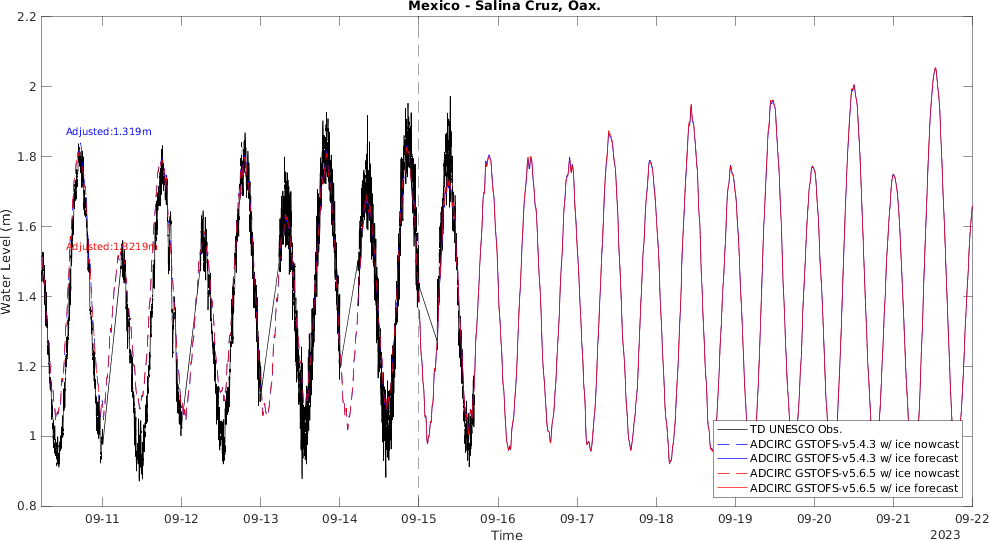 Mexico - Salina Cruz, Oax.
2.2
2
1.8
1.6
1.4
1.2
1
0.8
Water Level (m)
Adjusted:1.319m
Adjusted:1.3219m
TD UNESCO Obs.
ADCIRC GSTOFS-v5.4.3 w/ ice nowcast
ADCIRC GSTOFS-v5.4.3 w/ ice forecast
ADCIRC GSTOFS-v5.6.5 w/ ice nowcast
ADCIRC GSTOFS-v5.6.5 w/ ice forecast
09-11 09-12 09-13 09-14 09-15 09-16 09-17 09-18 09-19 09-20 09-21 09-22
Time
2023